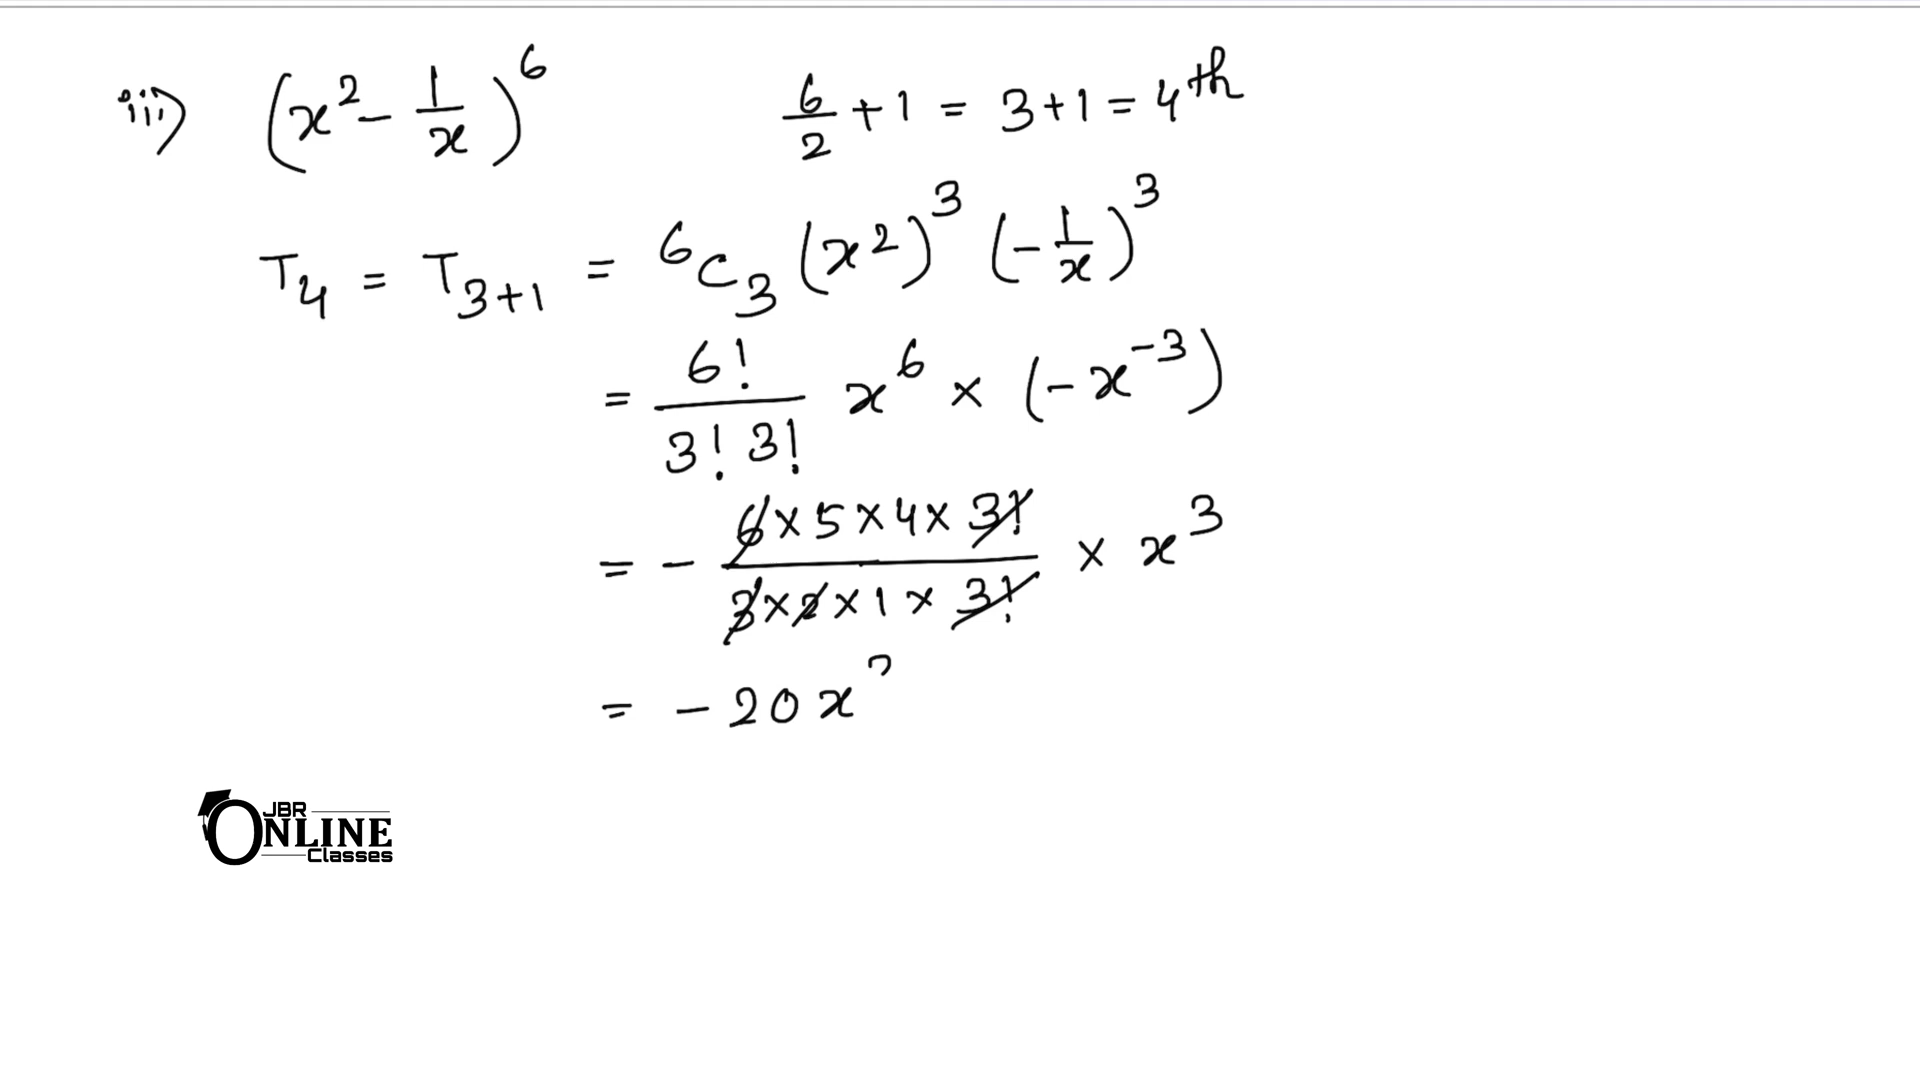 iii) (x² - 1/x)⁶ 6/2 + 1 = 3 + 1 = 4th
T₄ = T₃₊₁ = ⁶C₃ (x²)³ (-1/x)³
= 6!/3! 3! x⁶ × (-x⁻³)
= - 6×5×4×3!/3×2×1×3! × x³
= - 20 x
JBR
ONLINE
Classes